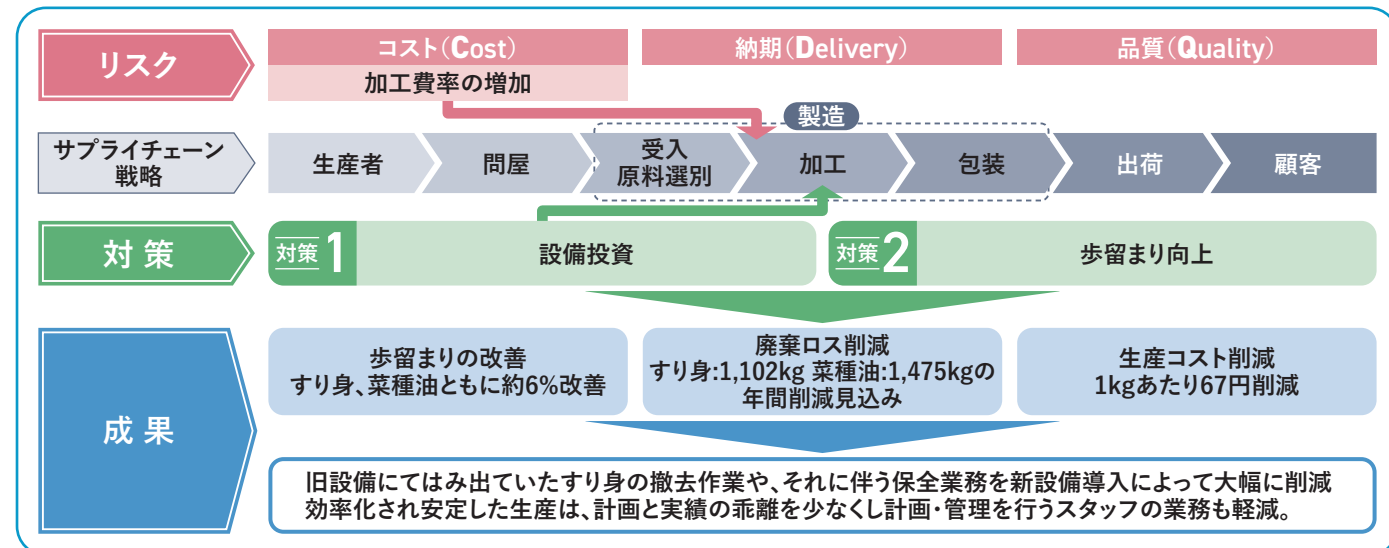 リスク
コスト（Cost）
納期（Delivery）
品質（Quality）
加工費率の増加
製造
サプライチェーン
戦略
生産者
問屋
受入
原料選別
加工
包装
出荷
顧客
対策
対策1
設備投資
対策2
歩留まり向上
成果
歩留まりの改善
すり身、菜種油ともに約6%改善
廃棄ロス削減
すり身:1,102kg 菜種油:1,475kgの
年間削減見込み
生産コスト削減
1kgあたり67円削減
旧設備にてはみ出ていたすり身の撤去作業や、それに伴う保全業務を新設備導入によって大幅に削減
効率化され安定した生産は、計画と実績の乖離を少なくし計画・管理を行うスタッフの業務も軽減。